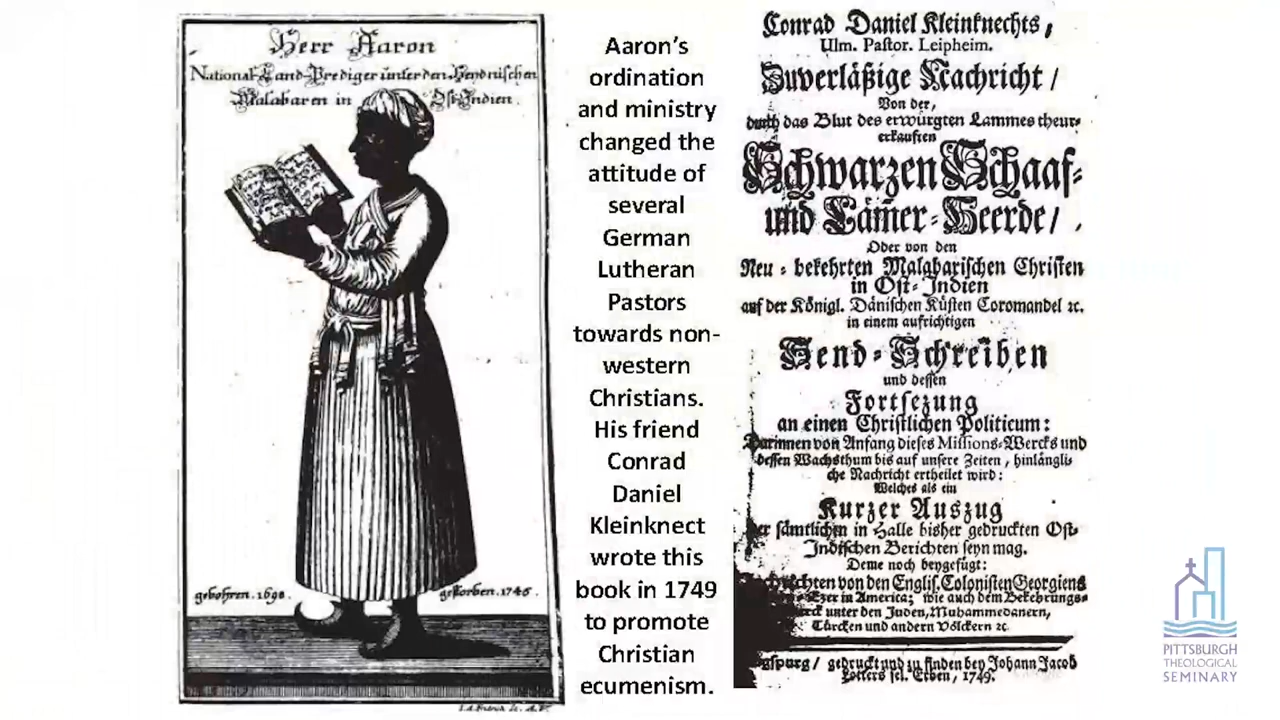 Herr Aaron
National-Land-Prediger unter den Heydnischen
Malabaren in Ost-Indien.
gebohren. 1698.
gestorben. 1745.
Aaron's
ordination
and ministry
changed the
attitude of
several
German
Lutheran
Pastors
towards non-
western
Christians.
His friend
Conrad
Daniel
Kleinknect
wrote this
book in 1749
to promote
Christian
ecumenism.
Conrad Daniel Kleinknechts,
Ulm. Pastor. Leipheim.
Zuverläßige Nachricht /
Von der,
durch das Blut des erwürgten Lammes theur-
erkauften
Schwarzen Schaaf-
und Lämer-Heerde /
Oder von den
Neu-bekehrten Malabarischen Christen
in Ost-Indien
auf der Königl. Dänischen Küsten Coromandel ꝛc.
in einem aufrichtigen
Send-Schreiben
und dessen
Fortsezung
an einen Christlichen Politicum:
Darinnen von Anfang dieses Missions-Wercks und
dessen Wachsthum bis auf unsere Zeiten, hinlängli-
che Nachricht ertheilet wird:
Welches als ein
Kurzer Auszug
der sämtlichen in Halle bisher gedruckten Ost-
Indischen Berichten seyn mag.
Deme noch beygefügt:
von den Englis. Colonisten Georgiens
in America; wie auch dem Bekehrungs-
unter den Juden, Muhammedanern,
Türcken und andern Völckern ꝛc.
gedruckt und zu finden bey Johann Jacob
Lotters sel. Erben, 1749.
PITTSBURGH
THEOLOGICAL
SEMINARY